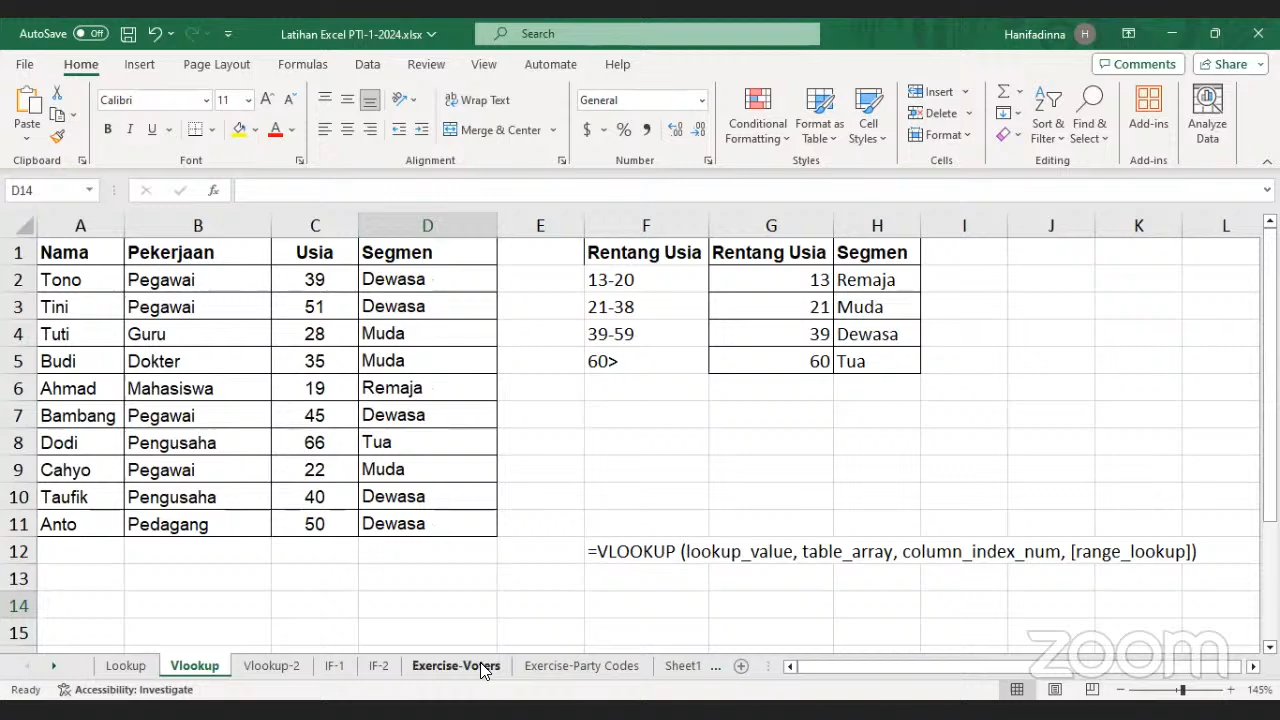 AutoSave Off Latihan Excel PTI-1-2024.xlsx Search Hanifadinna H
File Home Insert Page Layout Formulas Data Review View Automate Help Comments Share
Paste Calibri 11 Wrap Text General Conditional Formatting Format as Table Cell Styles Insert Sort & Filter Find & Select Add-ins Analyze Data
B I U Merge & Center $ % Delete
Format
Clipboard Font Alignment Number Styles Cells Editing Add-ins
D14 fx
A B C D E F G H I J K L
1 Nama Pekerjaan Usia Segmen Rentang Usia Rentang Usia Segmen
2 Tono Pegawai 39 Dewasa 13-20 13 Remaja
3 Tini Pegawai 51 Dewasa 21-38 21 Muda
4 Tuti Guru 28 Muda 39-59 39 Dewasa
5 Budi Dokter 35 Muda 60> 60 Tua
6 Ahmad Mahasiswa 19 Remaja
7 Bambang Pegawai 45 Dewasa
8 Dodi Pengusaha 66 Tua
9 Cahyo Pegawai 22 Muda
10 Taufik Pengusaha 40 Dewasa
11 Anto Pedagang 50 Dewasa
12 =VLOOKUP (lookup_value, table_array, column_index_num, [range_lookup])
13
14
15
zoom
Lookup Vlookup Vlookup-2 IF-1 IF-2 Exercise-Voters Exercise-Party Codes Sheet1 ...
Ready Accessibility: Investigate 145%